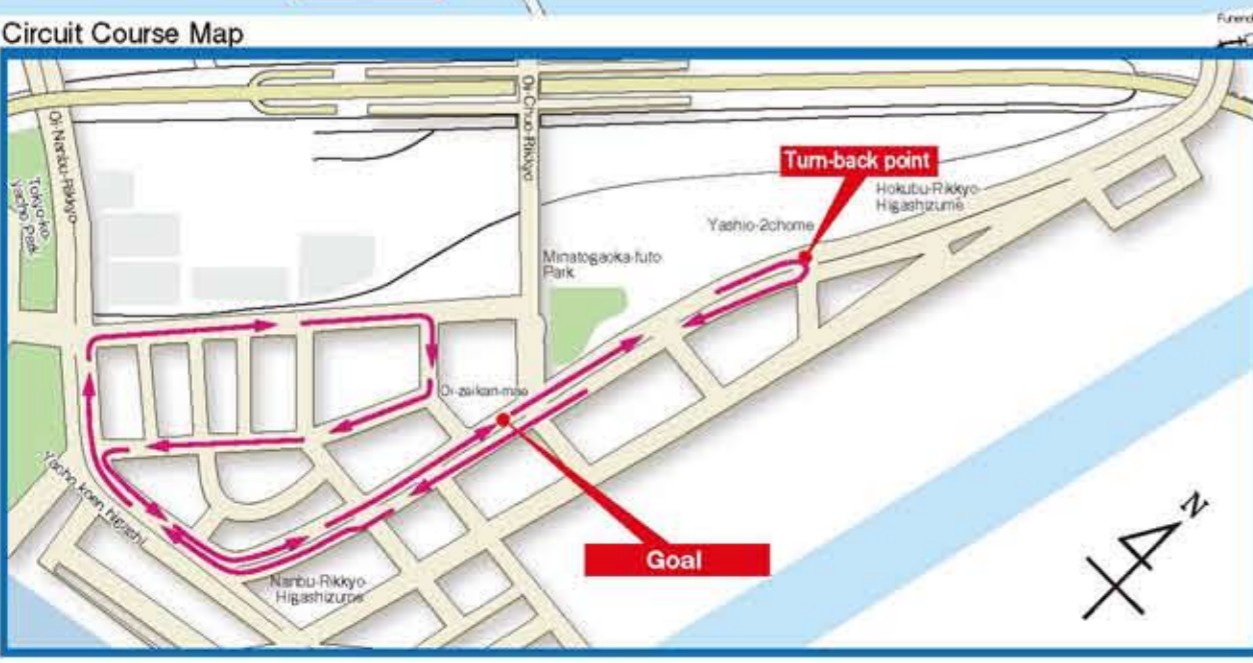 Circuit Course Map
Oi-Nanbu-Rikkyo
Oi-Chuo-Rikkyo
Turn-back point
Hokubu-Rikkyo-
Higashizume
Yashio-2chome
Tokyo-ko-
yacho Park
Minatogaoka-futo
Park
Oi-zeikan-mae
Yacho koen higashi
Goal
Nanbu-Rikkyo
Higashizume
N